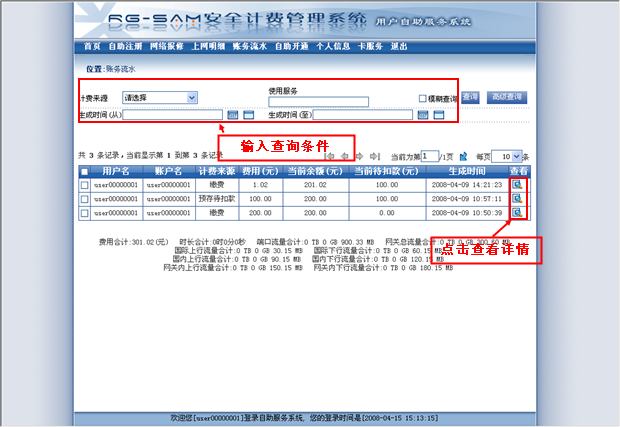 RG-SAM安全计费管理系统 用户自助服务系统
首页 自助注册 网络报修 上网明细 账务流水 自助开通 个人信息 卡服务 退出
位置:账务流水
计费来源 请选择 使用服务 模糊查询 查询 高级查询
生成时间(从) 生成时间(至)
输入查询条件
共 3 条记录,当前显示第 1 到第 3 条记录 当前为第1/1页 每页 10 条
用户名 账户名 计费来源 费用(元) 当前余额(元) 当前待扣款(元) 生成时间 查看
user00000001 user00000001 缴费 1.02 201.02 100.00 2008-04-09 14:21:23
user00000001 user00000001 预存待扣款 100.00 200.00 100.00 2008-04-09 10:57:11
user00000001 user00000001 缴费 200.00 200.00 0.00 2008-04-09 10:50:39
费用合计:301.02(元) 时长合计:0时0分0秒 端口流量合计:0 TB 0 GB 900.33 MB 网关总流量合计:0 TB 0 GB 300.60 MB
国际上行流量合计:0 TB 0 GB 30.15 MB 国际下行流量合计:0 TB 0 GB 60.15 MB
点击查看详情
国内上行流量合计:0 TB 0 GB 90.15 MB 国内下行流量合计:0 TB 0 GB 120.15 MB
网关内上行流量合计:0 TB 0 GB 150.15 MB 网关内下行流量合计:0 TB 0 GB 180.15 MB
欢迎您[user00000001]登录自助服务系统, 您的登录时间是[2008-04-15 15:13:15]